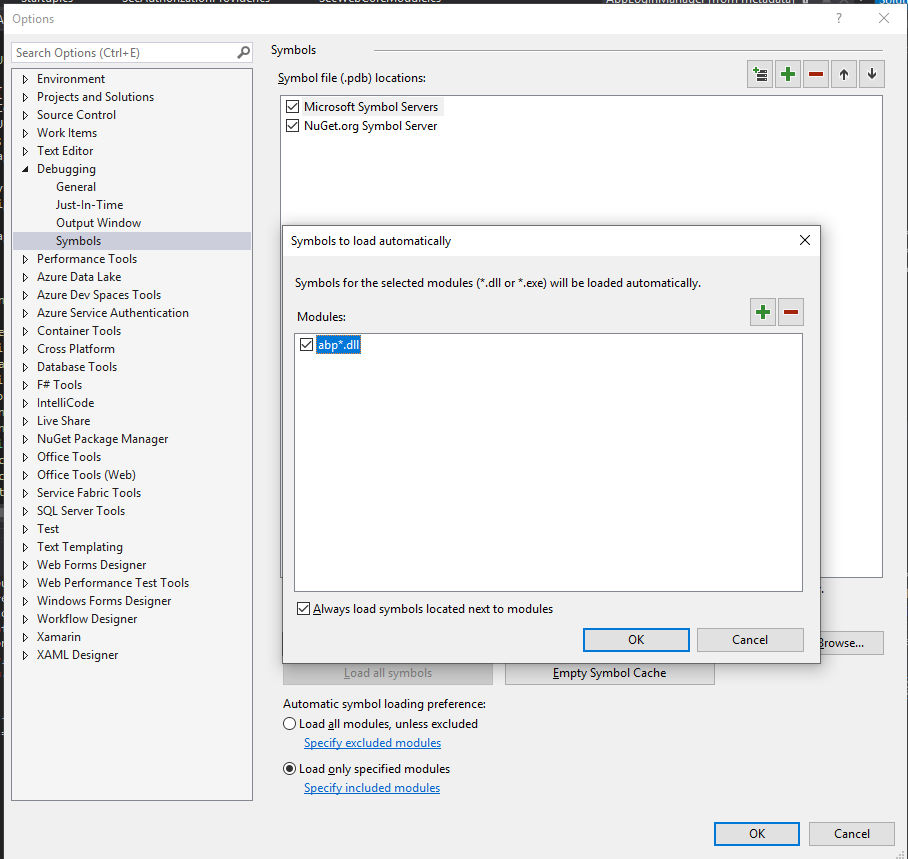 Options
?
Search Options (Ctrl+E)
Environment
Projects and Solutions
Source Control
Work Items
Text Editor
Debugging
General
Just-In-Time
Output Window
Symbols
Performance Tools
Azure Data Lake
Azure Dev Spaces Tools
Azure Service Authentication
Container Tools
Cross Platform
Database Tools
F# Tools
IntelliCode
Live Share
NuGet Package Manager
Office Tools
Office Tools (Web)
Service Fabric Tools
SQL Server Tools
Test
Text Templating
Web Forms Designer
Web Performance Test Tools
Windows Forms Designer
Workflow Designer
Xamarin
XAML Designer
Symbols
Symbol file (.pdb) locations:
Microsoft Symbol Servers
NuGet.org Symbol Server
Symbols to load automatically
Symbols for the selected modules (*.dll or *.exe) will be loaded automatically.
Modules:
abp*.dll
Always load symbols located next to modules
OK
Cancel
Browse...
Load all symbols
Empty Symbol Cache
Automatic symbol loading preference:
Load all modules, unless excluded
Specify excluded modules
Load only specified modules
Specify included modules
OK
Cancel